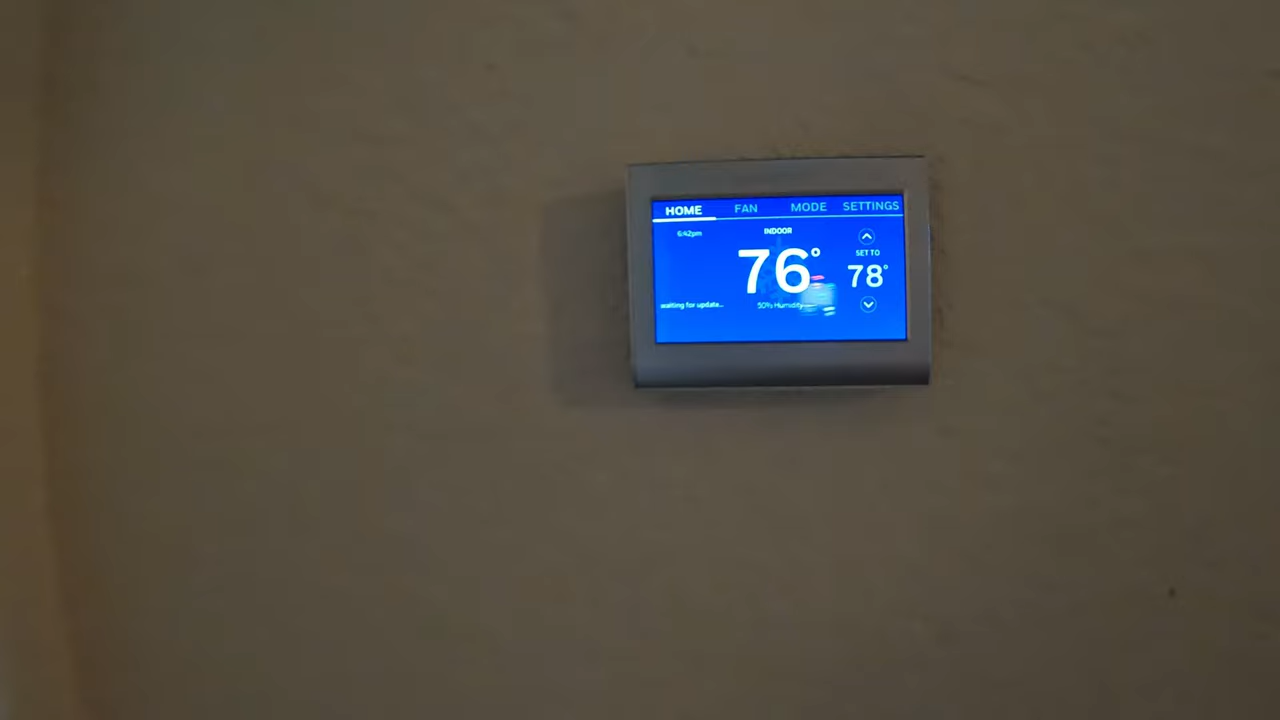 HOME FAN MODE SETTINGS
6:42pm INDOOR
76°
SET TO
78°
waiting for update... 50% Humidity